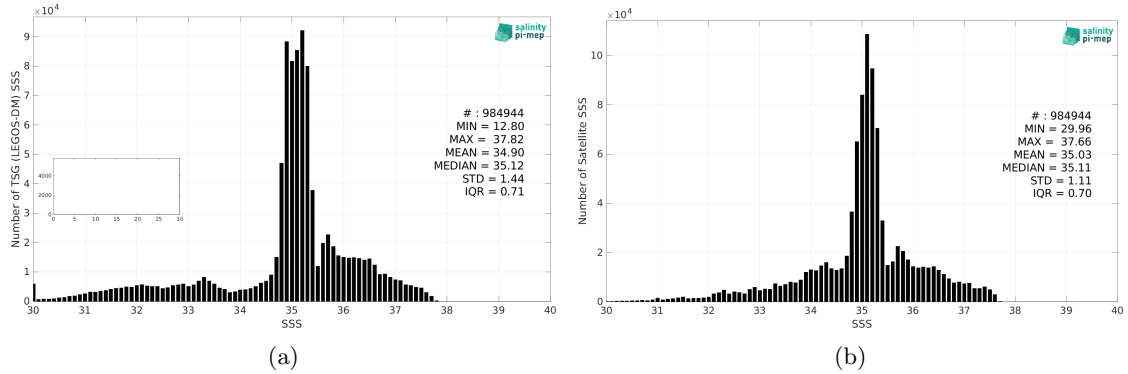 ×10⁴
salinity
pi-mep
Number of TSG (LEGOS-DM) SSS
9
8
7
6
5
4
3
2
1
0
# : 984944
MIN = 12.80
MAX = 37.82
MEAN = 34.90
MEDIAN = 35.12
STD = 1.44
IQR = 0.71
4000
2000
0
0 5 10 15 20 25 30
30 31 32 33 34 35 36 37 38 39 40
SSS
(a)
×10⁴
salinity
pi-mep
Number of Satellite SSS
10
8
6
4
2
0
# : 984944
MIN = 29.96
MAX = 37.66
MEAN = 35.03
MEDIAN = 35.11
STD = 1.11
IQR = 0.70
30 31 32 33 34 35 36 37 38 39 40
SSS
(b)